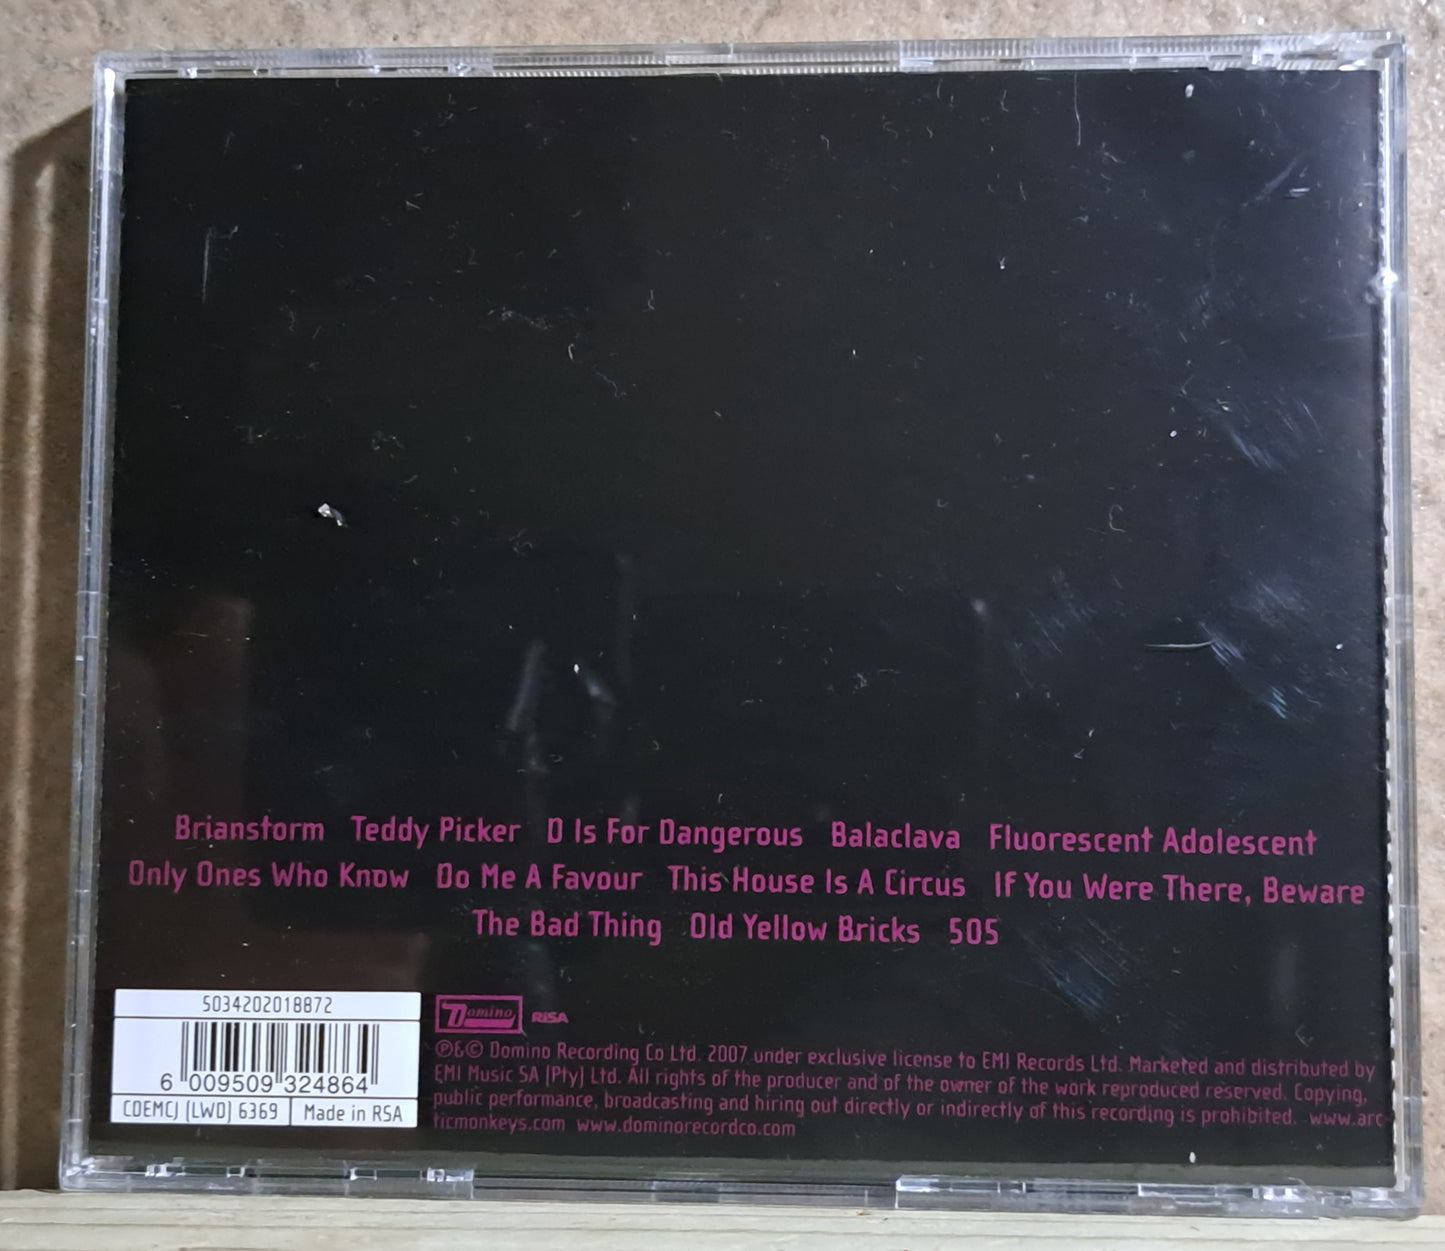 Brianstorm Teddy Picker D Is For Dangerous Balaclava Fluorescent Adolescent
Only Ones Who Know Do Me A Favour This House Is A Circus If You Were There, Beware
The Bad Thing Old Yellow Bricks 505
5034202018872
6 009509 324864
CDEMCJ (LWD) 6369 Made in RSA
Domino RiSA
℗&© Domino Recording Co Ltd. 2007 under exclusive license to EMI Records Ltd. Marketed and distributed by
EMI Music SA (Pty) Ltd. All rights of the producer and of the owner of the work reproduced reserved. Copying,
public performance, broadcasting and hiring out directly or indirectly of this recording is prohibited. www.arc-
ticmonkeys.com www.dominorecordco.com